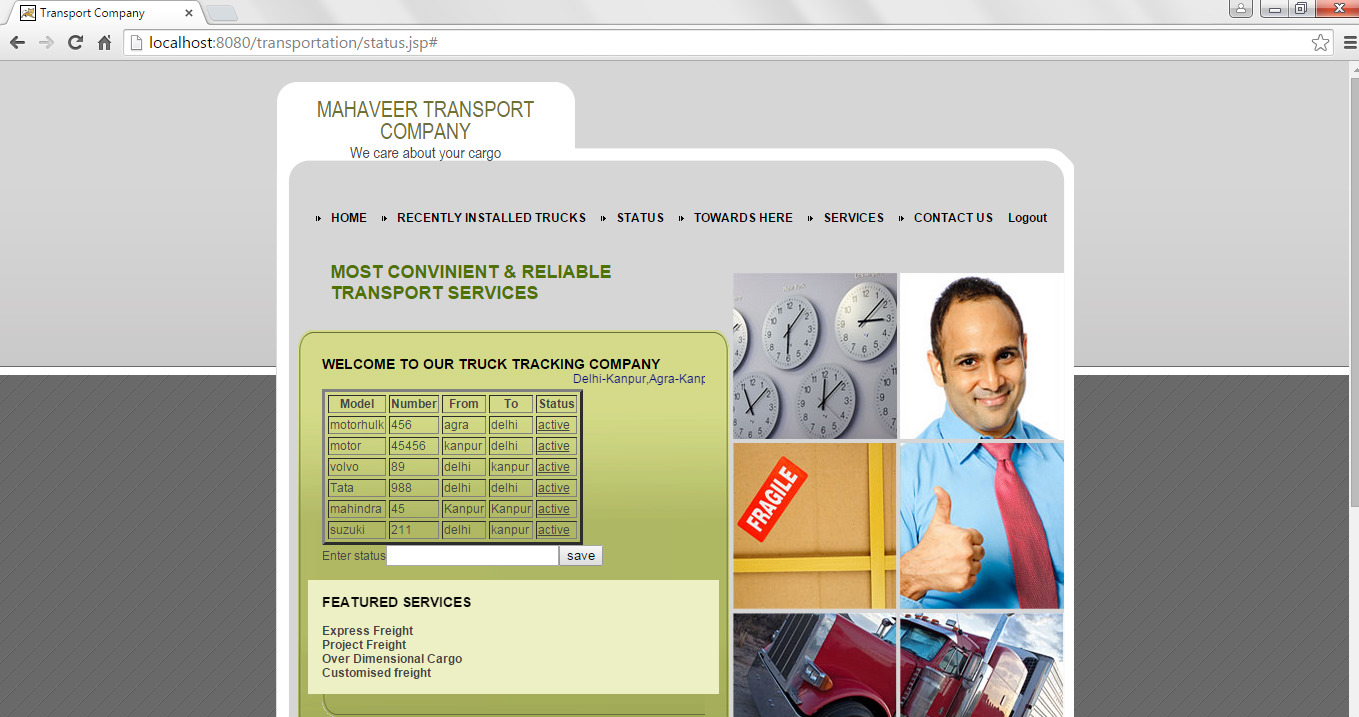 Transport Company
localhost:8080/transportation/status.jsp#
MAHAVEER TRANSPORT
COMPANY
We care about your cargo
HOME RECENTLY INSTALLED TRUCKS STATUS TOWARDS HERE SERVICES CONTACT US Logout
MOST CONVINIENT & RELIABLE
TRANSPORT SERVICES
WELCOME TO OUR TRUCK TRACKING COMPANY
Delhi-Kanpur,Agra-Kanp
Model Number From To Status
motorhulk 456 agra delhi active
motor 45456 kanpur delhi active
volvo 89 delhi kanpur active
Tata 988 delhi delhi active
mahindra 45 Kanpur Kanpur active
suzuki 211 delhi kanpur active
Enter status save
FEATURED SERVICES
Express Freight
Project Freight
Over Dimensional Cargo
Customised freight
FRAGILE